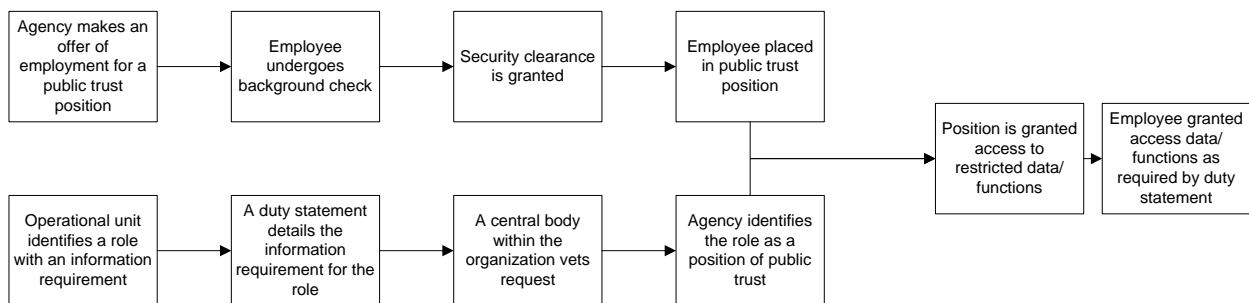 Agency makes an
offer of
employment for a
public trust
position
Employee
undergoes
background check
Security clearance
is granted
Employee placed
in public trust
position
Position is granted
access to
restricted data/
functions
Employee granted
access data/
functions as
required by duty
statement
Operational unit
identifies a role
with an information
requirement
A duty statement
details the
information
requirement for the
role
A central body
within the
organization vets
request
Agency identifies
the role as a
position of public
trust